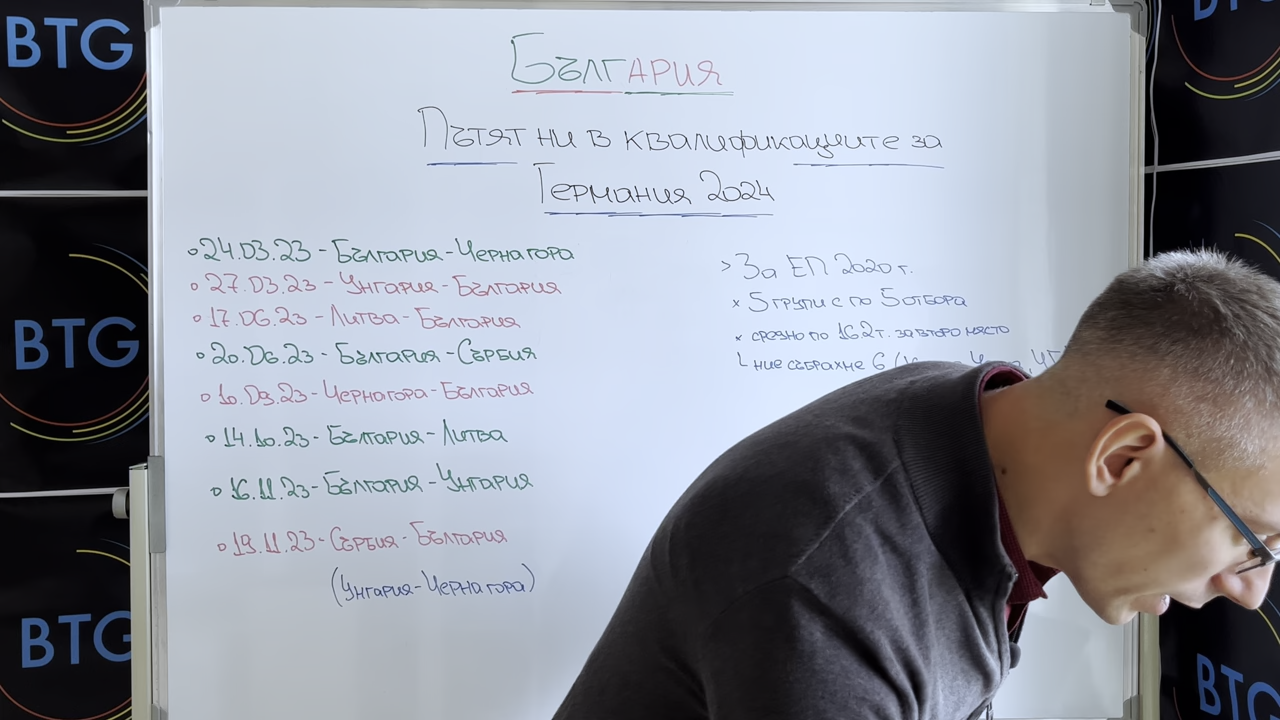 BTG
BTG
BTG
BTG
България
Пътят ни в квалификациите за
Германия 2024
24.03.23 - България - Черна гора
27.03.23 - Унгария - България
17.06.23 - Литва - България
20.06.23 - България - Сърбия
10.09.23 - Черна гора - България
14.10.23 - България - Литва
16.11.23 - България - Унгария
19.11.23 - Сърбия - България
(Унгария - Черна гора)
> За ЕП 2020 г.
x 5 групи с по 5 отбора
x средно по 16.2 т. за второ място
ние събрахме 6 (